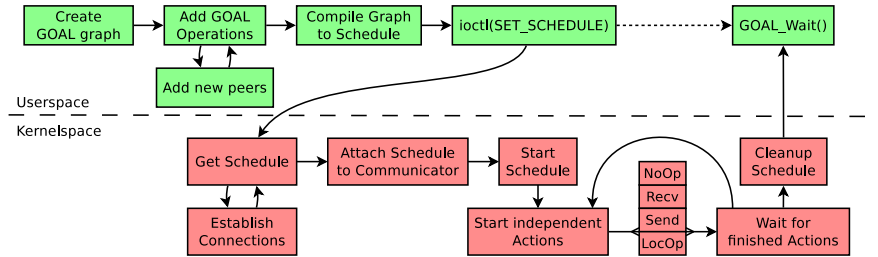 Create
GOAL graph
Add GOAL
Operations
Compile Graph
to Schedule
ioctl(SET_SCHEDULE)
GOAL_Wait()
Add new peers
Userspace
Kernelspace
Get Schedule
Attach Schedule
to Communicator
Start
Schedule
Cleanup
Schedule
Establish
Connections
Start independent
Actions
NoOp
Recv
Send
LocOp
Wait for
finished Actions